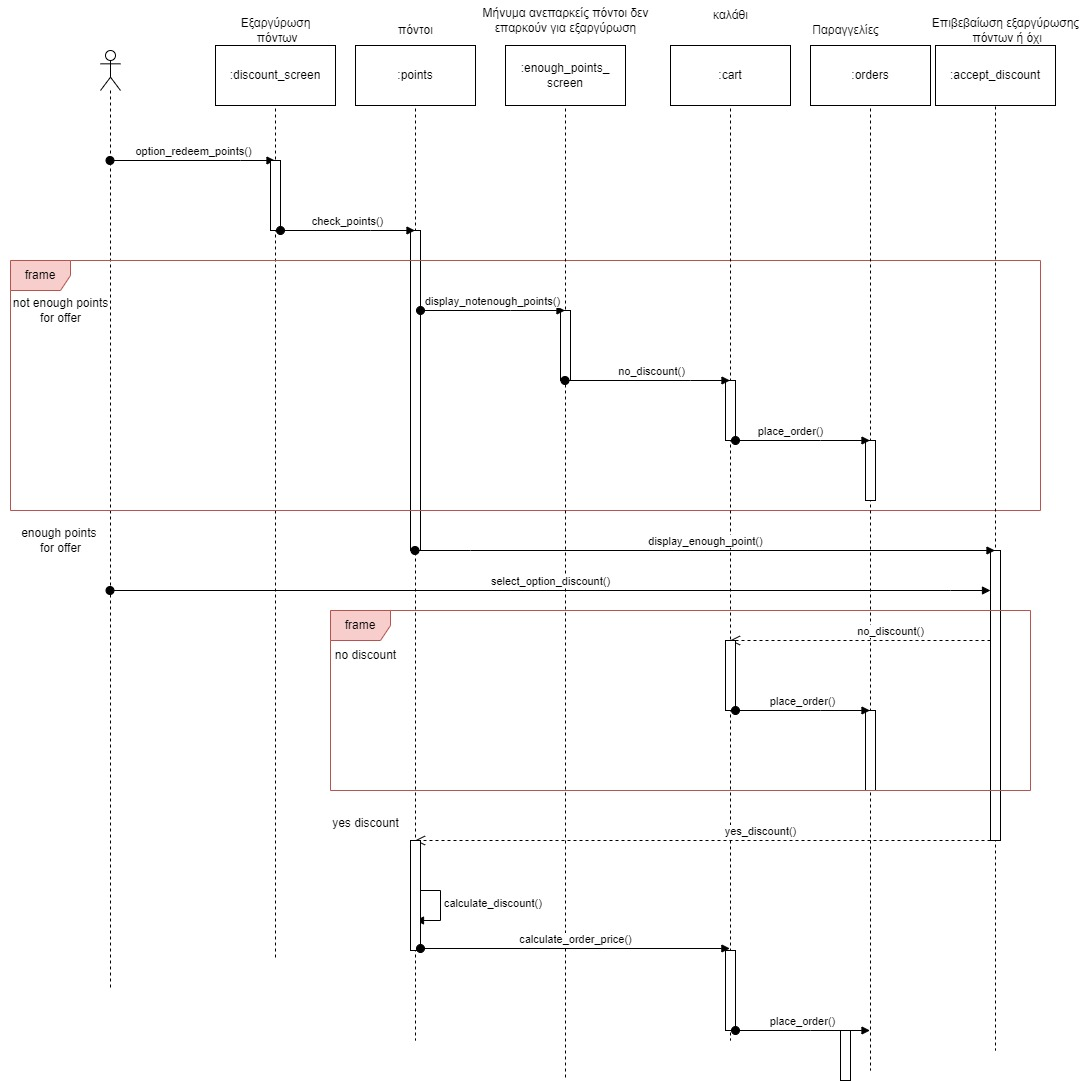 Εξαργύρωση
πόντων
πόντοι
Μήνυμα ανεπαρκείς πόντοι δεν
επαρκούν για εξαργύρωση
καλάθι
Παραγγελίες
Επιβεβαίωση εξαργύρωσης
πόντων ή όχι
:discount_screen
:points
:enough_points_
screen
:cart
:orders
:accept_discount
option_redeem_points()
check_points()
frame
not enough points
for offer
display_notenough_points()
no_discount()
place_order()
enough points
for offer
display_enough_point()
select_option_discount()
frame
no_discount()
no discount
place_order()
yes discount
yes_discount()
calculate_discount()
calculate_order_price()
place_order()